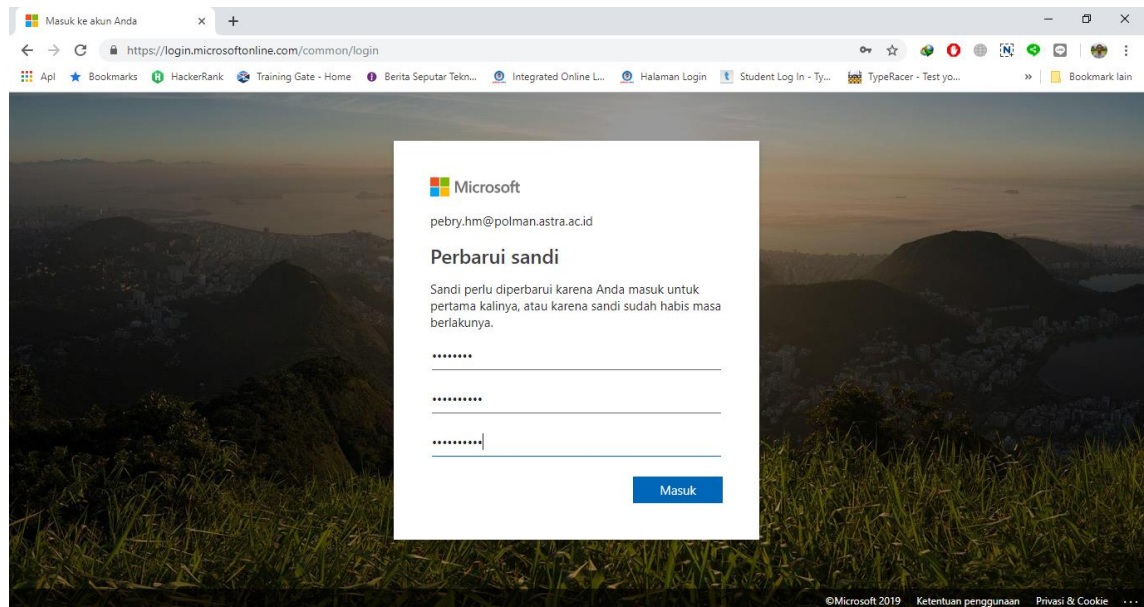 Masuk ke akun Anda
https://login.microsoftonline.com/common/login
Apl Bookmarks HackerRank Training Gate - Home Berita Seputar Tekn... Integrated Online L... Halaman Login Student Log In - Ty... TypeRacer - Test yo... » Bookmark lain
Microsoft
pebry.hm@polman.astra.ac.id
Perbarui sandi
Sandi perlu diperbarui karena Anda masuk untuk
pertama kalinya, atau karena sandi sudah habis masa
berlakunya.
••••••••
••••••••••
••••••••••
Masuk
©Microsoft 2019 Ketentuan penggunaan Privasi & Cookie ...